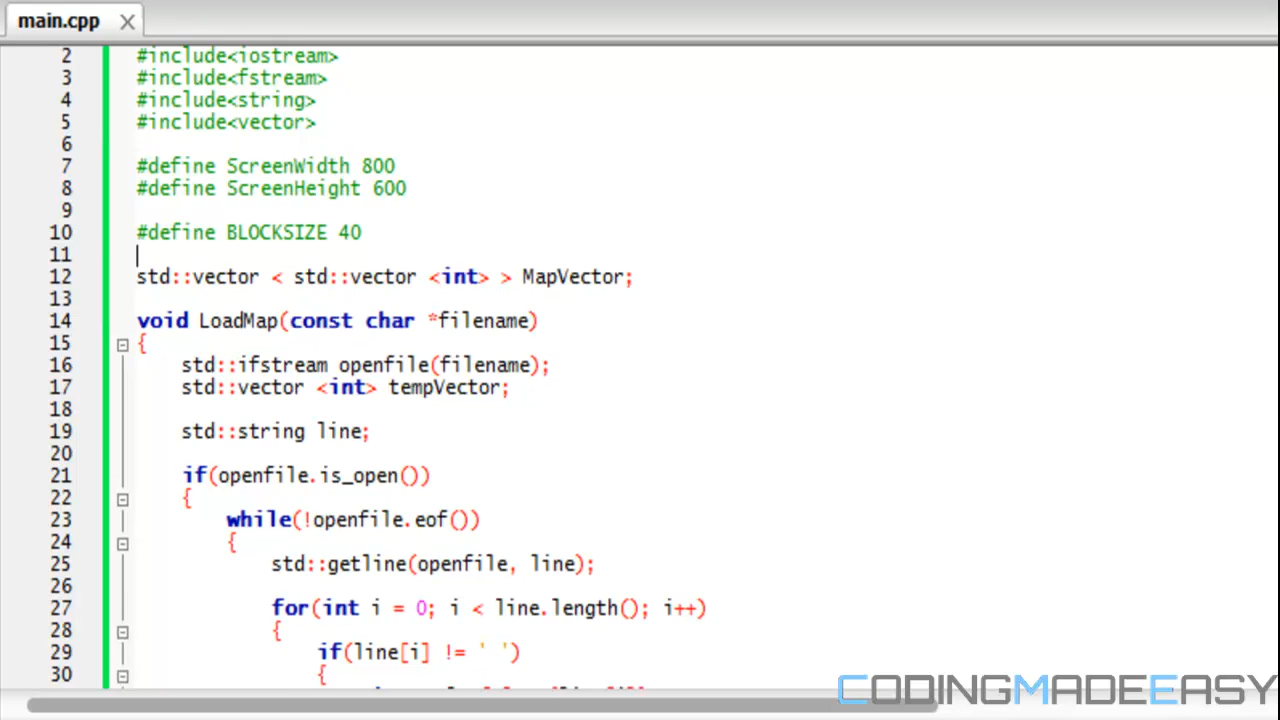 main.cpp
2 #include<iostream>
3 #include<fstream>
4 #include<string>
5 #include<vector>
6
7 #define ScreenWidth 800
8 #define ScreenHeight 600
9
10 #define BLOCKSIZE 40
11
12 std::vector < std::vector <int> > MapVector;
13
14 void LoadMap(const char *filename)
15 {
16 std::ifstream openfile(filename);
17 std::vector <int> tempVector;
18
19 std::string line;
20
21 if(openfile.is_open())
22 {
23 while(!openfile.eof())
24 {
25 std::getline(openfile, line);
26
27 for(int i = 0; i < line.length(); i++)
28 {
29 if(line[i] != ' ')
30 {
CODINGMADEEASY